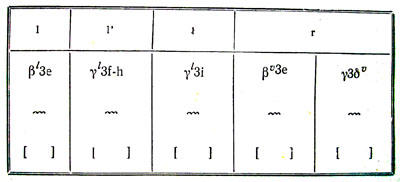 l l' ł r
βˡ3e γˡ3f-h γˡ3i βᵛ3e γ3δᵛ
[ ] [ ] [ ] [ ] [ ]